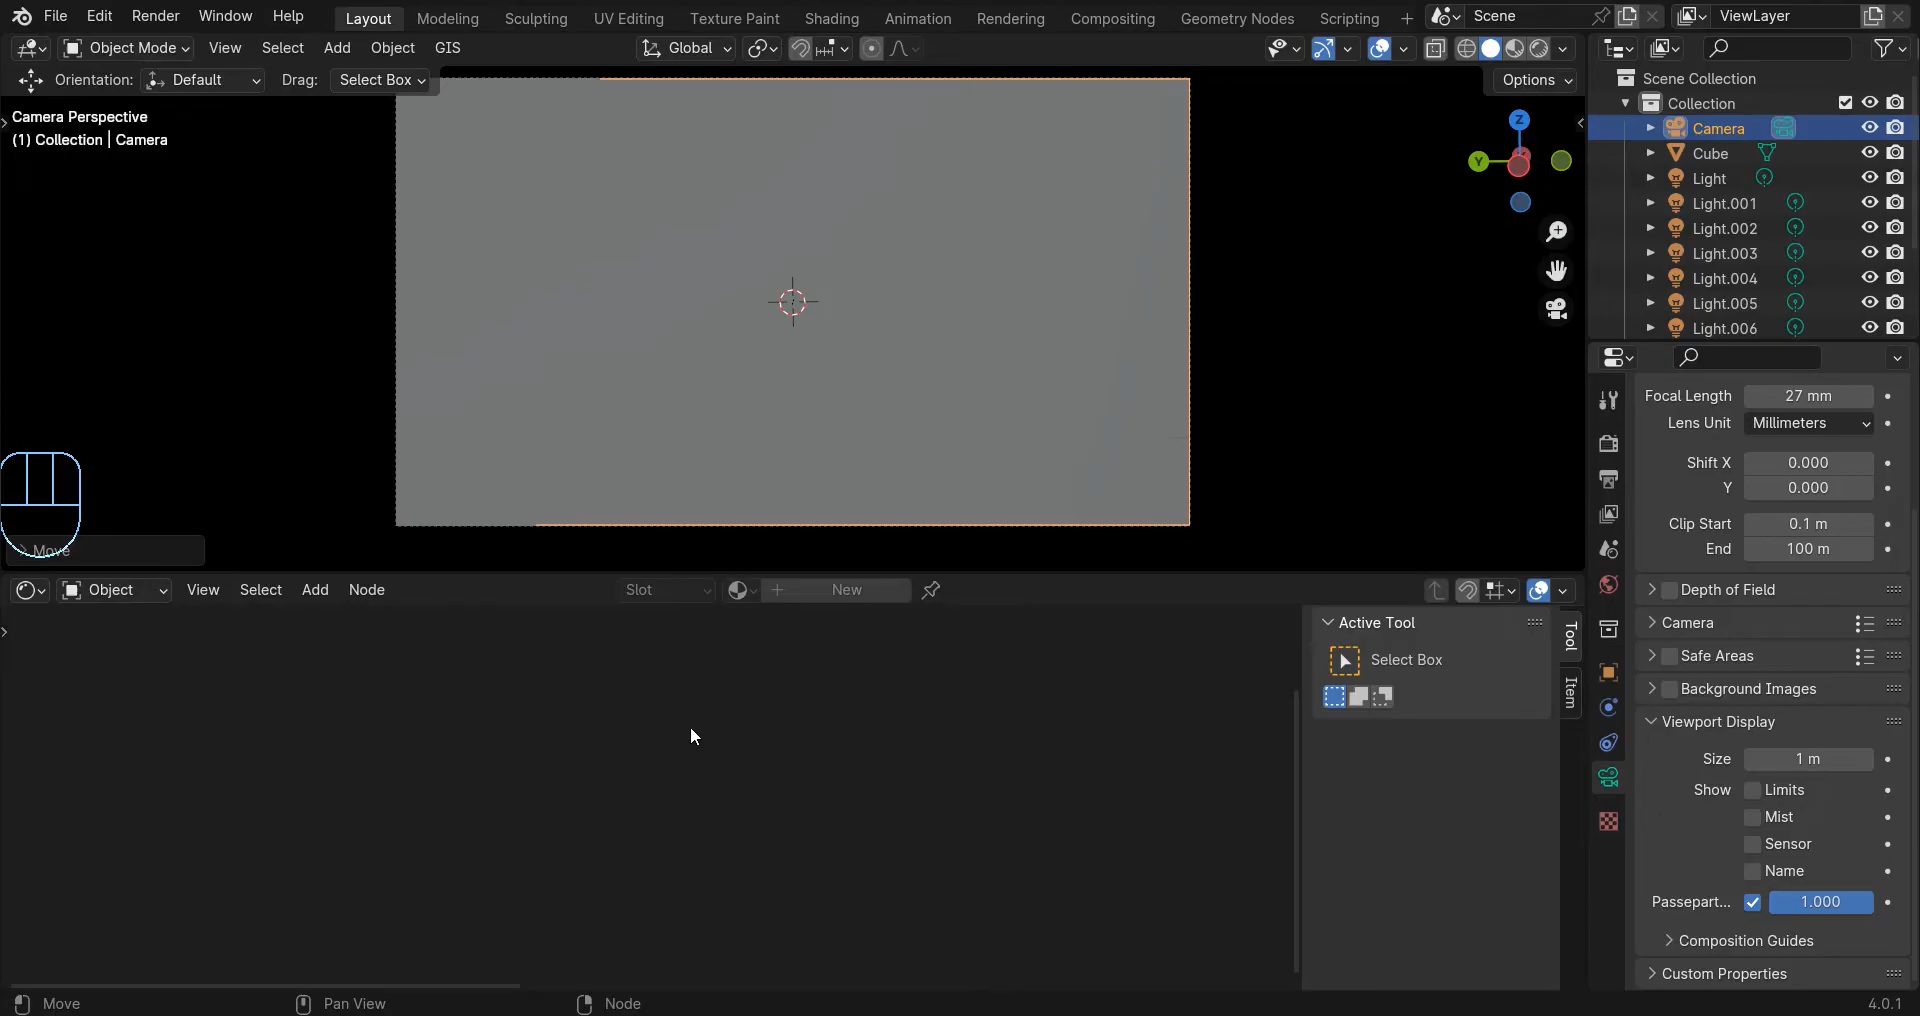 File Edit Render Window Help Layout Modeling Sculpting UV Editing Texture Paint Shading Animation Rendering Compositing Geometry Nodes Scripting Scene ViewLayer
Object Mode View Select Add Object GIS Global
Orientation: Default Drag: Select Box Options
Camera Perspective
(1) Collection | Camera
Z
Y
Move
Scene Collection
Collection
Camera
Cube
Light
Light.001
Light.002
Light.003
Light.004
Light.005
Light.006
Focal Length 27 mm
Lens Unit Millimeters
Shift X 0.000
Y 0.000
Clip Start 0.1 m
End 100 m
Depth of Field
Camera
Safe Areas
Background Images
Viewport Display
Size 1 m
Show Limits
Mist
Sensor
Name
Passepart... 1.000
Composition Guides
Custom Properties
Object View Select Add Node Slot New
Active Tool
Select Box
Tool
Item
Move Pan View Node 4.0.1